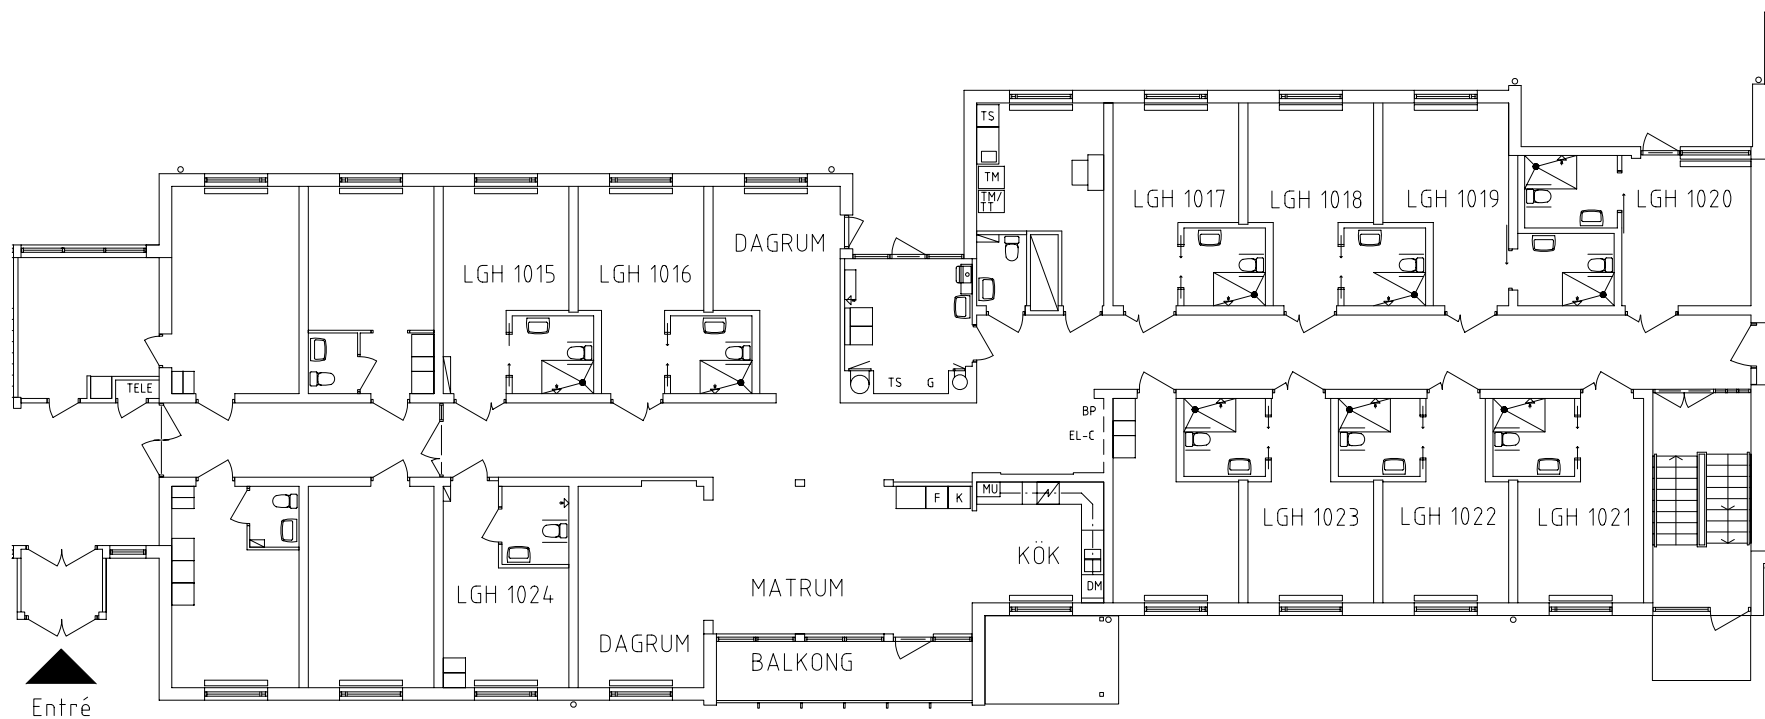 TS
TM
TM/
TT
LGH 1017
LGH 1018
LGH 1019
LGH 1020
DAGRUM
LGH 1015
LGH 1016
TELE
TS
G
BP
EL-C
MU
F
K
LGH 1023
LGH 1022
LGH 1021
KÖK
DM
MATRUM
LGH 1024
DAGRUM
BALKONG
Entré